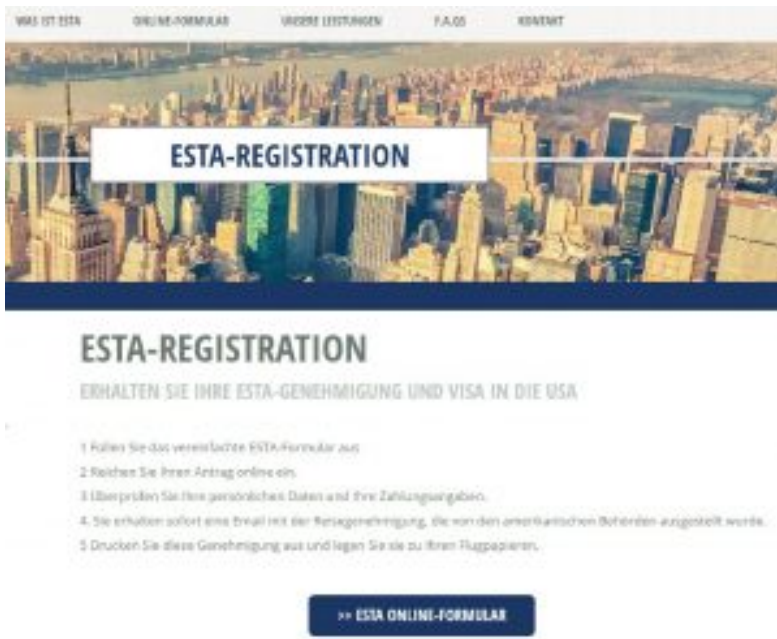 WAS IST ESTA
ONLINE-FORMULAR
UNSERE LEISTUNGEN
F.A.QS
KONTAKT
ESTA-REGISTRATION
ESTA-REGISTRATION
ERHALTEN SIE IHRE ESTA-GENEHMIGUNG UND VISA IN DIE USA
1 Füllen Sie das vereinfachte ESTA-Formular aus
2 Reichen Sie Ihren Antrag online ein.
3 Überprüfen Sie Ihre persönlichen Daten und Ihre Zahlungsangaben.
4. Sie erhalten sofort eine Email mit der Reisegenehmigung, die von den amerikanischen Behörden ausgestellt wurde.
5 Drucken Sie diese Genehmigung aus und legen Sie sie zu Ihren Flugpapieren.
>> ESTA ONLINE-FORMULAR